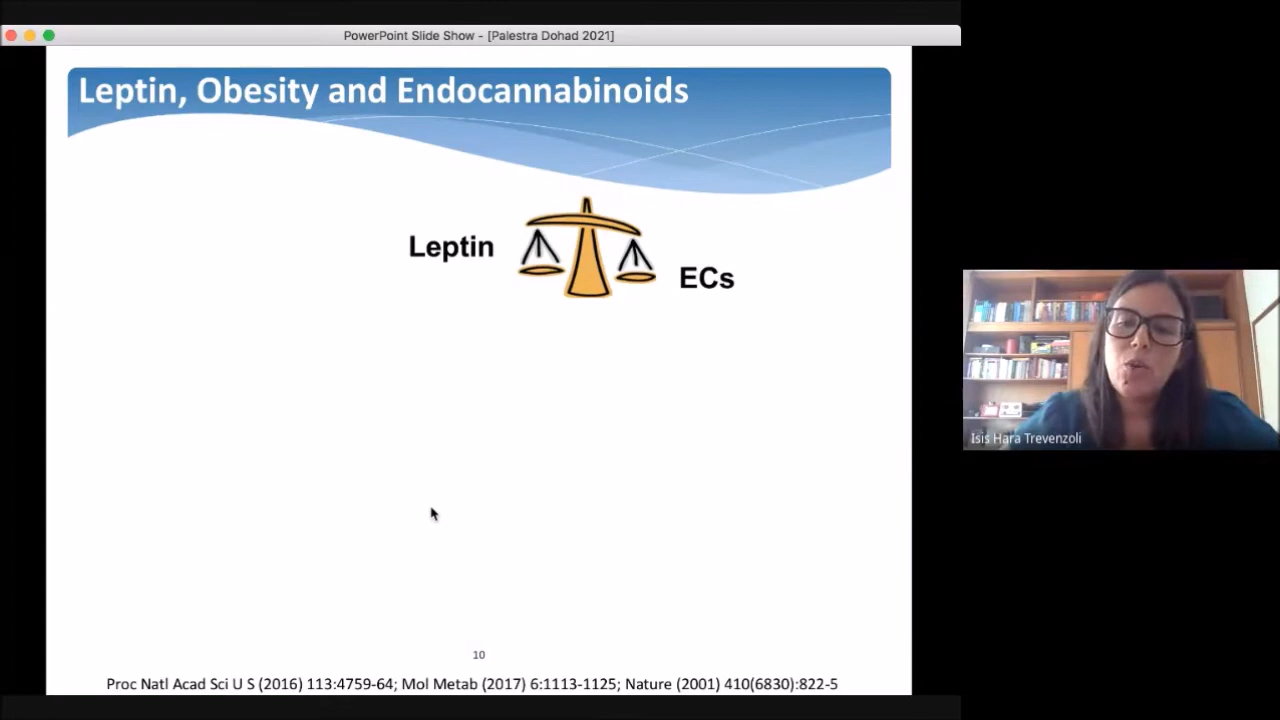 PowerPoint Slide Show - [Palestra Dohad 2021]
Leptin, Obesity and Endocannabinoids
Leptin
ECs
Isis Hara Trevenzoli
10
Proc Natl Acad Sci U S (2016) 113:4759-64; Mol Metab (2017) 6:1113-1125; Nature (2001) 410(6830):822-5